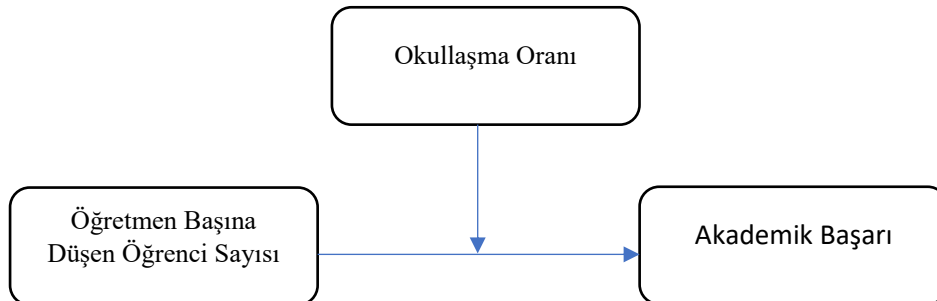 Okullaşma Oranı
Öğretmen Başına
Düşen Öğrenci Sayısı
Akademik Başarı